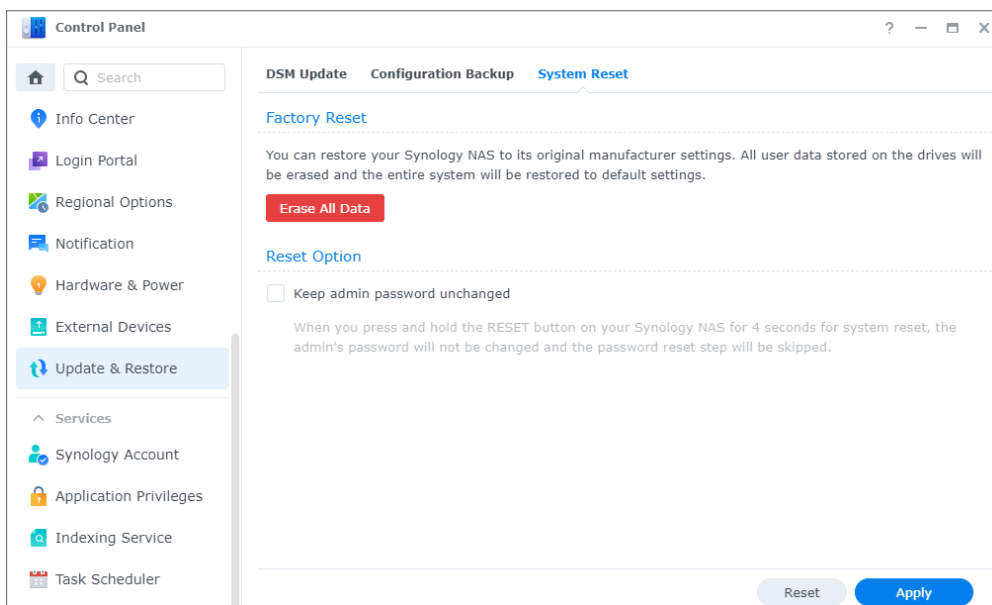 Control Panel
?
Search
DSM Update Configuration Backup System Reset
Info Center
Login Portal
Regional Options
Notification
Hardware & Power
External Devices
Update & Restore
Services
Synology Account
Application Privileges
Indexing Service
Task Scheduler
Factory Reset
You can restore your Synology NAS to its original manufacturer settings. All user data stored on the drives will
be erased and the entire system will be restored to default settings.
Erase All Data
Reset Option
Keep admin password unchanged
When you press and hold the RESET button on your Synology NAS for 4 seconds for system reset, the
admin's password will not be changed and the password reset step will be skipped.
Reset Apply